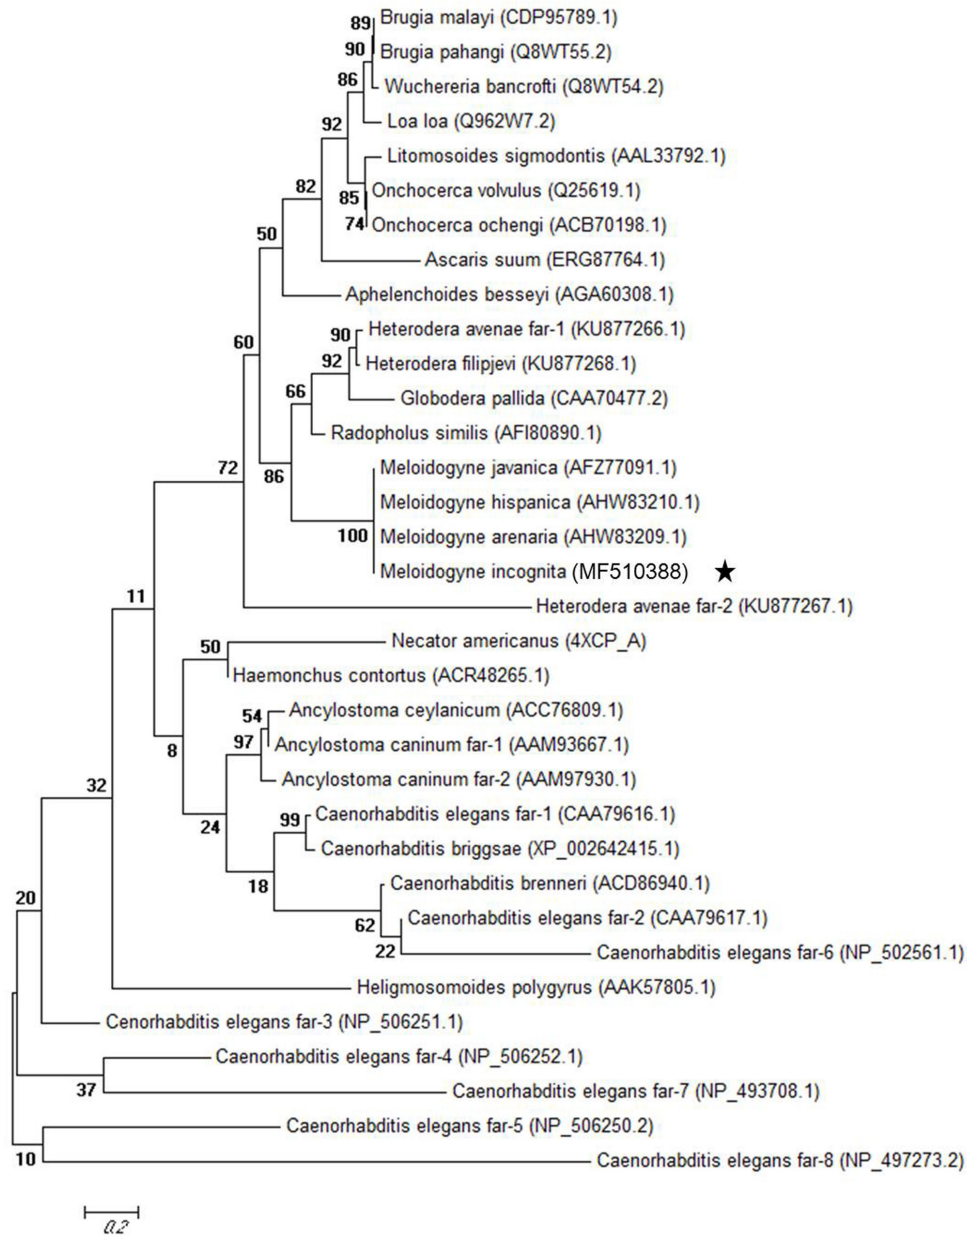 89
Brugia malayi (CDP95789.1)
90
Brugia pahangi (Q8WT55.2)
86
Wuchereria bancrofti (Q8WT54.2)
92
Loa loa (Q962W7.2)
Litomosoides sigmodontis (AAL33792.1)
82
85
Onchocerca volvulus (Q25619.1)
74
Onchocerca ochengi (ACB70198.1)
50
Ascaris suum (ERG87764.1)
Aphelenchoides besseyi (AGA60308.1)
60
90
Heterodera avenae far-1 (KU877266.1)
92
Heterodera filipjevi (KU877268.1)
66
Globodera pallida (CAA70477.2)
Radopholus similis (AFI80890.1)
72
86
Meloidogyne javanica (AFZ77091.1)
Meloidogyne hispanica (AHW83210.1)
100
Meloidogyne arenaria (AHW83209.1)
Meloidogyne incognita (MF510388) ★
11
Heterodera avenae far-2 (KU877267.1)
50
Necator americanus (4XCP_A)
Haemonchus contortus (ACR48265.1)
54
Ancylostoma ceylanicum (ACC76809.1)
8
97
Ancylostoma caninum far-1 (AAM93667.1)
32
Ancylostoma caninum far-2 (AAM97930.1)
24
99
Caenorhabditis elegans far-1 (CAA79616.1)
Caenorhabditis briggsae (XP_002642415.1)
18
Caenorhabditis brenneri (ACD86940.1)
20
62
Caenorhabditis elegans far-2 (CAA79617.1)
22
Caenorhabditis elegans far-6 (NP_502561.1)
Heligmosomoides polygyrus (AAK57805.1)
Cenorhabditis elegans far-3 (NP_506251.1)
Caenorhabditis elegans far-4 (NP_506252.1)
37
Caenorhabditis elegans far-7 (NP_493708.1)
Caenorhabditis elegans far-5 (NP_506250.2)
10
Caenorhabditis elegans far-8 (NP_497273.2)
0.2